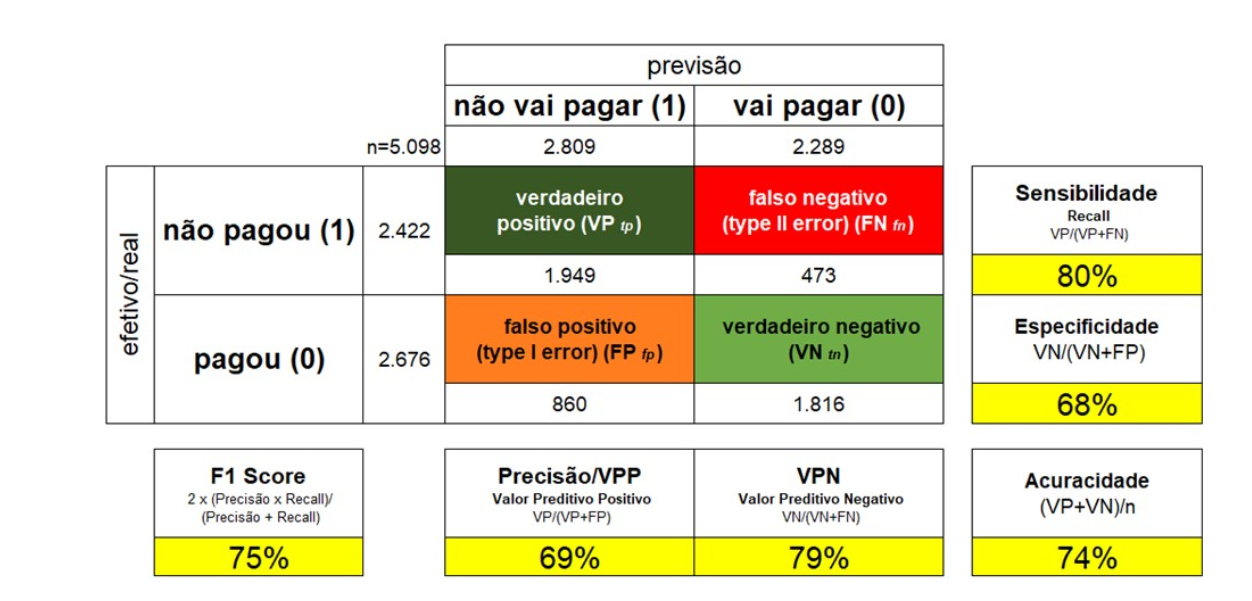 previsão
não vai pagar (1) vai pagar (0)
n=5.098 2.809 2.289
efetivo/real
não pagou (1) 2.422
verdadeiro
positivo (VP tp)
1.949
falso negativo
(type II error) (FN fn)
473
Sensibilidade
Recall
VP/(VP+FN)
80%
pagou (0) 2.676
falso positivo
(type I error) (FP fp)
860
verdadeiro negativo
(VN tn)
1.816
Especificidade
VN/(VN+FP)
68%
F1 Score
2 x (Precisão x Recall)/
(Precisão + Recall)
75%
Precisão/VPP
Valor Preditivo Positivo
VP/(VP+FP)
69%
VPN
Valor Preditivo Negativo
VN/(VN+FN)
79%
Acuracidade
(VP+VN)/n
74%